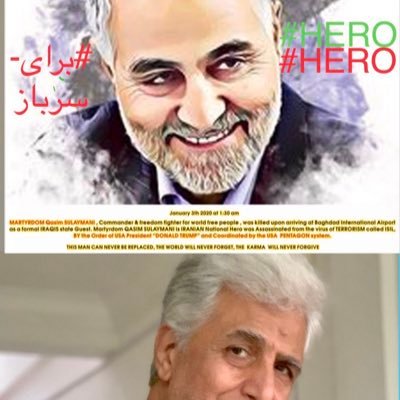 #HERO
#برای-
#HERO
سرباز
January 3th 2020 at 1:30 am
MARTYRDOM Qasim SULAYMANI , Commander & freedom fighter for world free people , was killed upon arriving at Baghdad International Airport
as a formal IRAQIS state Guest. Martyrdom QASIM SULAYMANI is IRANIAN National Hero was Assassinated from the virus of TERRORISM called ISIL,
BY the Order of USA President "DONALD TRUMP" and Coordinated by the USA PENTAGON system.
THIS MAN CAN NEVER BE REPLACED, THE WORLD WILL NEVER FORGET, THE KARMA WILL NEVER FORGIVE